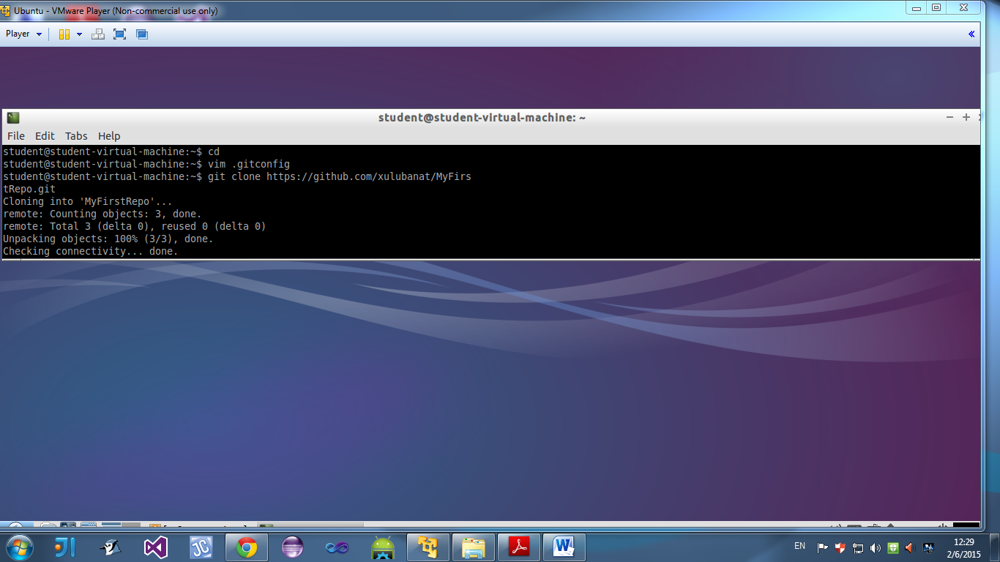 Ubuntu - VMware Player (Non-commercial use only)
Player
student@student-virtual-machine: ~
File Edit Tabs Help
student@student-virtual-machine:~$ cd
student@student-virtual-machine:~$ vim .gitconfig
student@student-virtual-machine:~$ git clone https://github.com/xulubanat/MyFirs
tRepo.git
Cloning into 'MyFirstRepo'...
remote: Counting objects: 3, done.
remote: Total 3 (delta 0), reused 0 (delta 0)
Unpacking objects: 100% (3/3), done.
Checking connectivity... done.
JI
JC
W
EN
12:29
2/6/2015